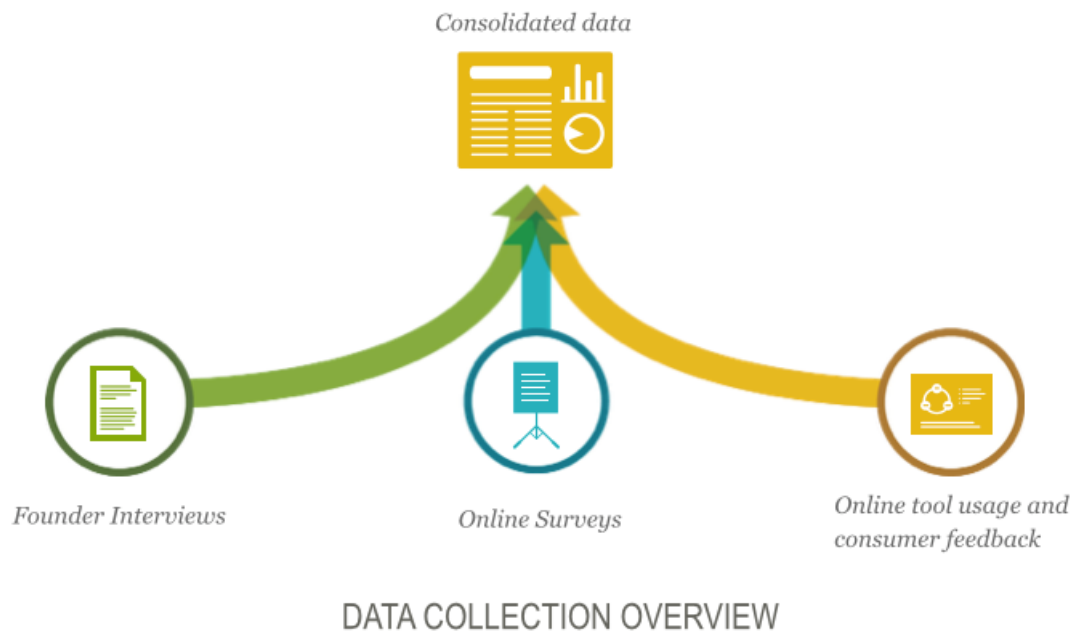 Consolidated data
Founder Interviews
Online Surveys
Online tool usage and
consumer feedback
DATA COLLECTION OVERVIEW